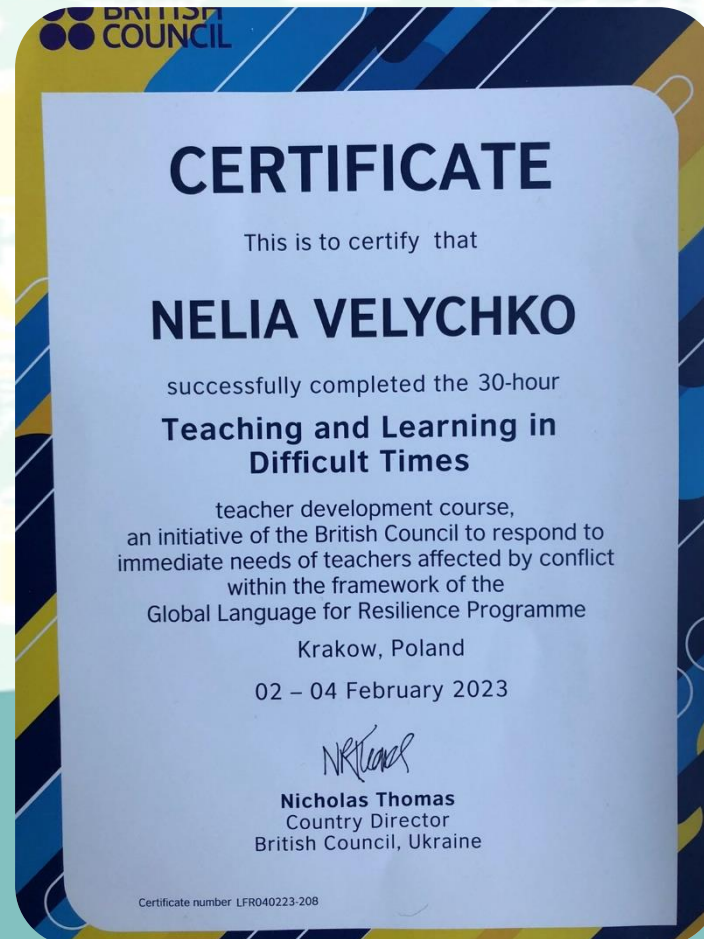 BRITISH
COUNCIL
CERTIFICATE
This is to certify that
NELIA VELYCHKO
successfully completed the 30-hour
Teaching and Learning in
Difficult Times
teacher development course,
an initiative of the British Council to respond to
immediate needs of teachers affected by conflict
within the framework of the
Global Language for Resilience Programme
Krakow, Poland
02 – 04 February 2023
Nicholas Thomas
Country Director
British Council, Ukraine
Certificate number LFR040223-208